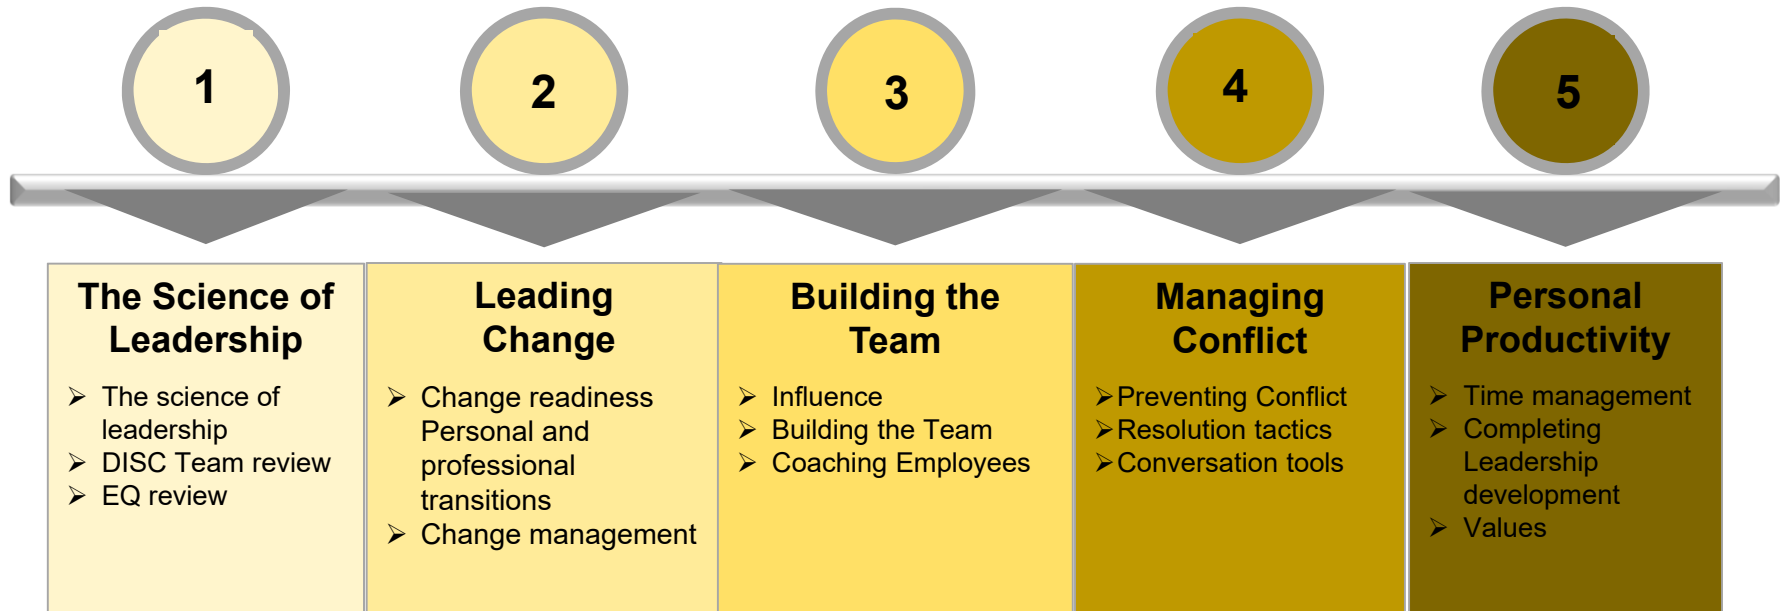 1
2
3
4
5
The Science of
Leadership
➢ The science of
leadership
➢ DISC Team review
➢ EQ review
Leading
Change
➢ Change readiness
Personal and
professional
transitions
➢ Change management
Building the
Team
➢ Influence
➢ Building the Team
➢ Coaching Employees
Managing
Conflict
➢Preventing Conflict
➢Resolution tactics
➢Conversation tools
Personal
Productivity
➢ Time management
➢ Completing
Leadership
development
➢ Values